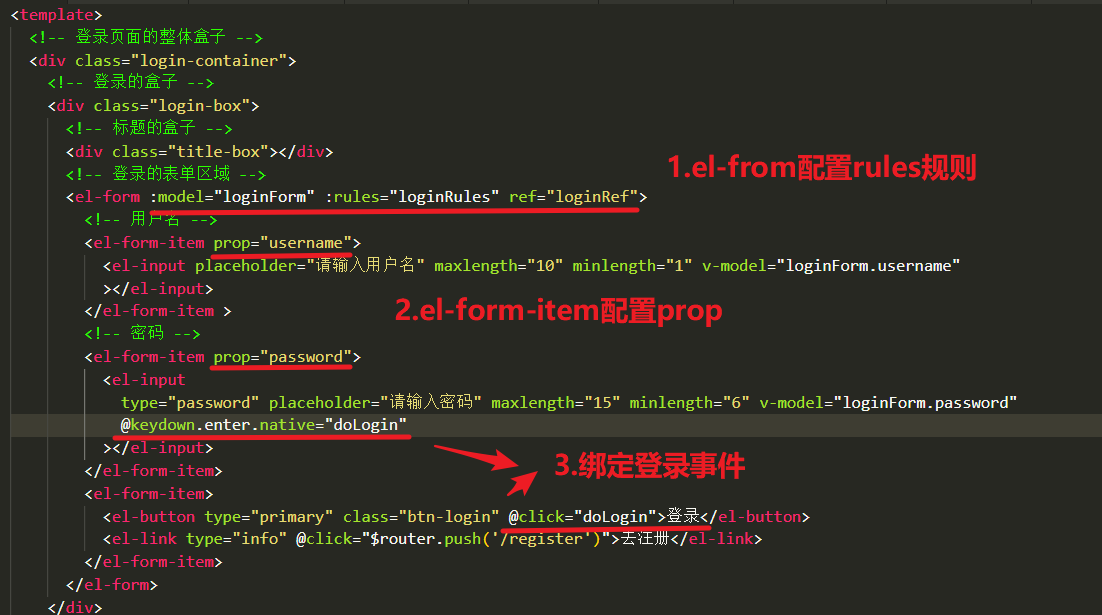 <template>
<!-- 登录页面的整体盒子 -->
<div class="login-container">
<!-- 登录的盒子 -->
<div class="login-box">
<!-- 标题的盒子 -->
<div class="title-box"></div>
<!-- 登录的表单区域 -->
1.el-from配置rules规则
<el-form :model="loginForm" :rules="loginRules" ref="loginRef">
<!-- 用户名 -->
<el-form-item prop="username">
<el-input placeholder="请输入用户名" maxlength="10" minlength="1" v-model="loginForm.username"
></el-input>
</el-form-item >
2.el-form-item配置prop
<!-- 密码 -->
<el-form-item prop="password">
<el-input
type="password" placeholder="请输入密码" maxlength="15" minlength="6" v-model="loginForm.password"
@keydown.enter.native="doLogin"
></el-input>
3.绑定登录事件
</el-form-item>
<el-form-item>
<el-button type="primary" class="btn-login" @click="doLogin">登录</el-button>
<el-link type="info" @click="$router.push('/register')">去注册</el-link>
</el-form-item>
</el-form>
</div>